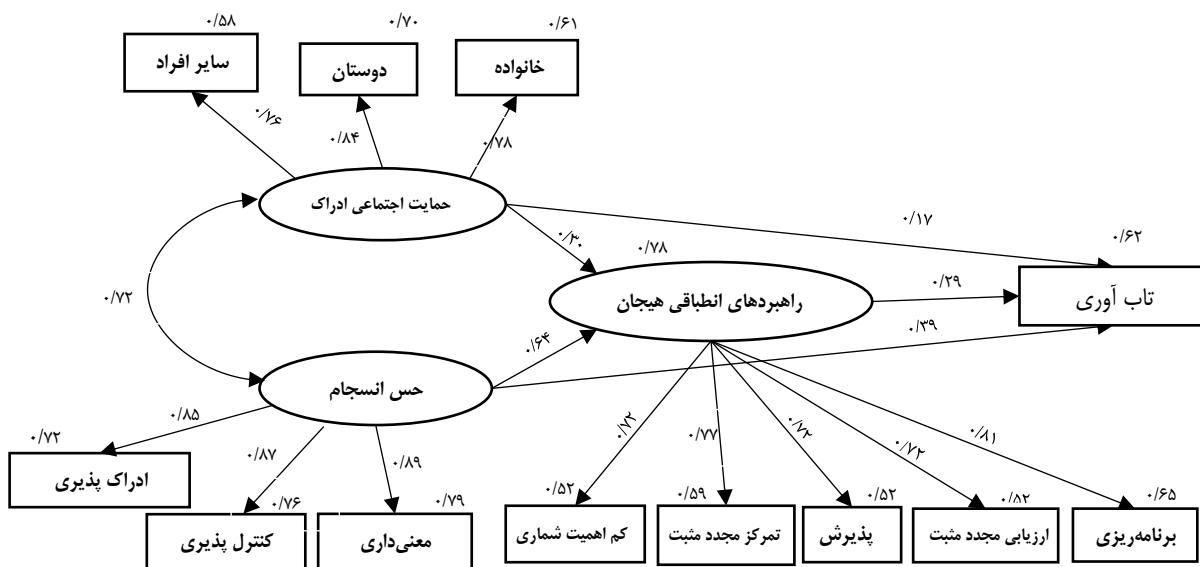 ۰/۵۸
۰/۷۰
۰/۶۱
سایر افراد
دوستان
خانواده
۰/۷۶
۰/۸۴
۰/۷۸
حمایت اجتماعی ادراک
۰/۱۷
۰/۳۰
۰/۷۸
۰/۶۲
راهبردهای انطباقی هیجان
۰/۲۹
تاب آوری
۰/۷۲
۰/۳۹
۰/۶۴
حس انسجام
۰/۸۵
۰/۷۲
ادراک پذیری
۰/۸۷
۰/۸۹
۰/۷۲
۰/۷۷
۰/۷۲
۰/۷۲
۰/۸۱
۰/۷۶
۰/۷۹
کنترل پذیری
معنی‌داری
۰/۵۲
۰/۵۹
۰/۵۲
۰/۵۲
۰/۶۵
کم اهمیت شماری
تمرکز مجدد مثبت
پذیرش
ارزیابی مجدد مثبت
برنامه‌ریزی